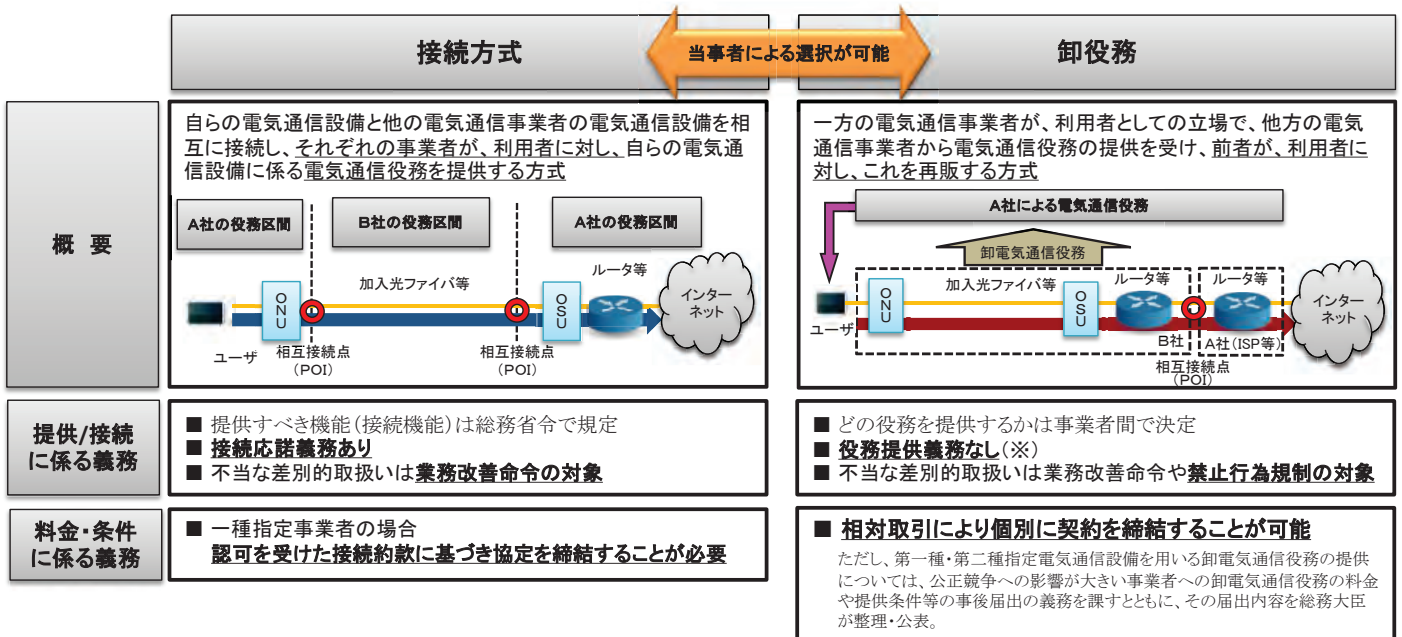 接続方式
当事者による選択が可能
卸役務
概 要
自らの電気通信設備と他の電気通信事業者の電気通信設備を相
互に接続し、それぞれの事業者が、利用者に対し、自らの電気通
信設備に係る電気通信役務を提供する方式
A社の役務区間
B社の役務区間
A社の役務区間
加入光ファイバ等
ルータ等
ONU
OSU
インター
ネット
ユーザ
相互接続点
(POI)
相互接続点
(POI)
一方の電気通信事業者が、利用者としての立場で、他方の電気
通信事業者から電気通信役務の提供を受け、前者が、利用者に
対し、これを再販する方式
A社による電気通信役務
卸電気通信役務
加入光ファイバ等
ルータ等
ルータ等
ONU
OSU
インター
ネット
ユーザ
B社
A社(ISP等)
相互接続点
(POI)
提供/接続
に係る義務
■ 提供すべき機能(接続機能)は総務省令で規定
■ 接続応諾義務あり
■ 不当な差別的取扱いは業務改善命令の対象
■ どの役務を提供するかは事業者間で決定
■ 役務提供義務なし(※)
■ 不当な差別的取扱いは業務改善命令や禁止行為規制の対象
料金・条件
に係る義務
■ 一種指定事業者の場合
認可を受けた接続約款に基づき協定を締結することが必要
■ 相対取引により個別に契約を締結することが可能
ただし、第一種・第二種指定電気通信設備を用いる卸電気通信役務の提供
については、公正競争への影響が大きい事業者への卸電気通信役務の料金
や提供条件等の事後届出の義務を課すとともに、その届出内容を総務大臣
が整理・公表。